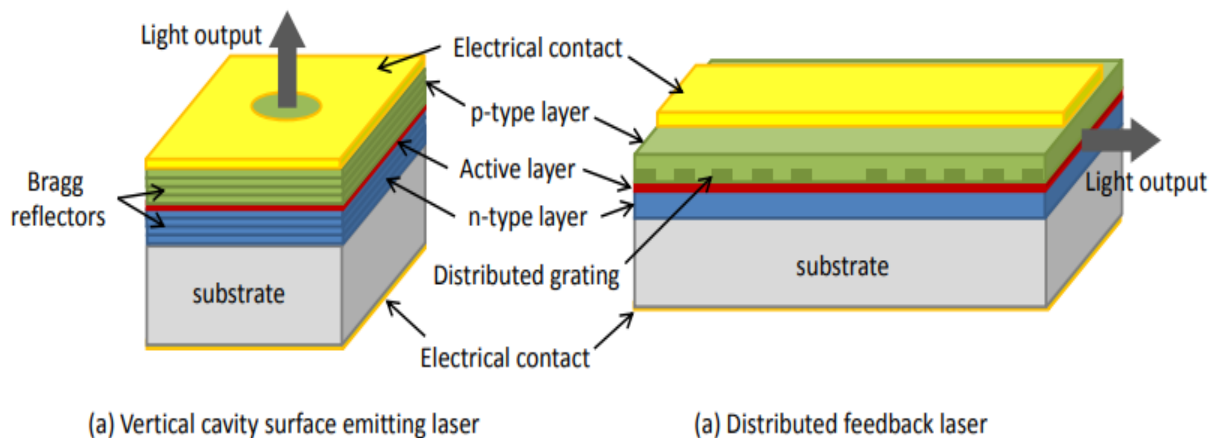 Light output
Electrical contact
p-type layer
Bragg
reflectors
Active layer
n-type layer
Light output
Distributed grating
substrate
substrate
Electrical contact
(a) Vertical cavity surface emitting laser
(a) Distributed feedback laser